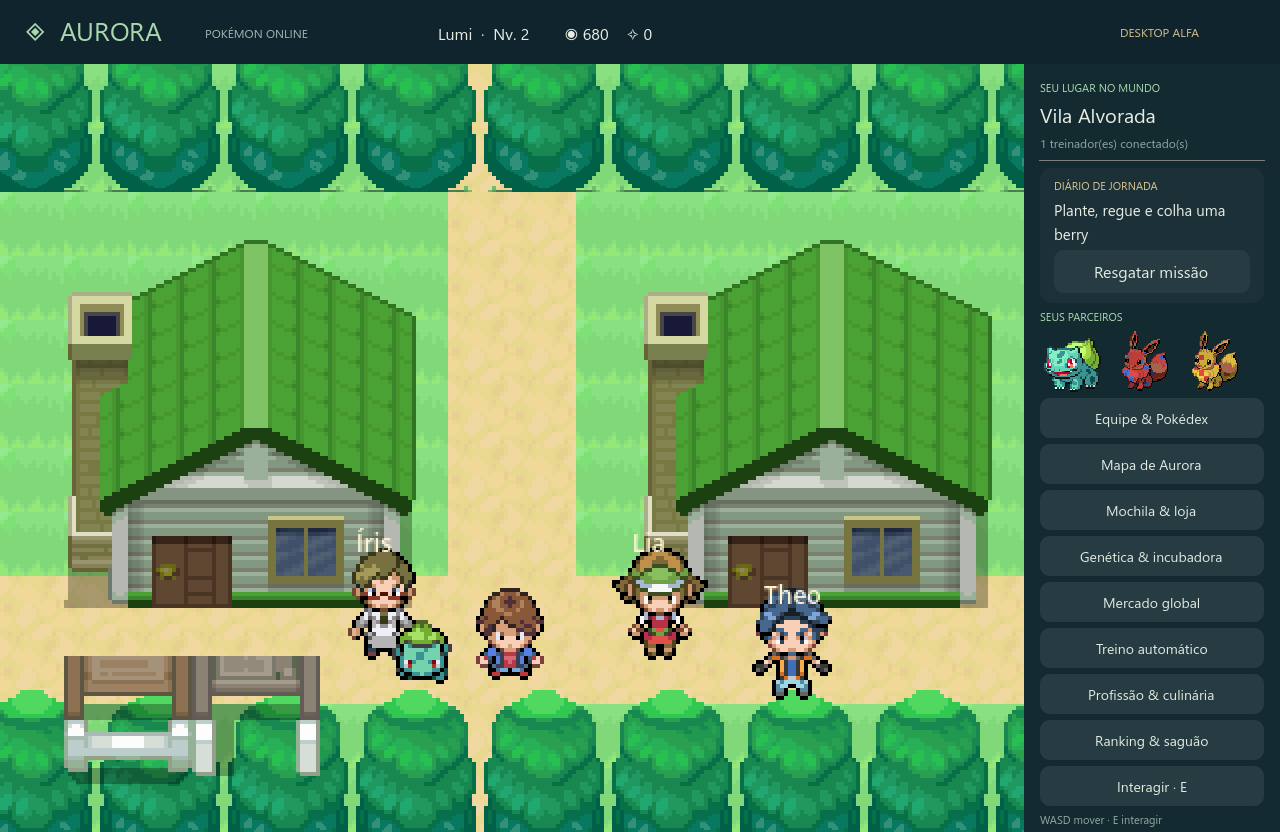 AURORA
POKÉMON ONLINE
Lumi · Nv. 2
680
0
DESKTOP ALFA
SEU LUGAR NO MUNDO
Vila Alvorada
1 treinador(es) conectado(s)
DIÁRIO DE JORNADA
Plante, regue e colha uma
berry
Resgatar missão
SEUS PARCEIROS
Equipe & Pokédex
Mapa de Aurora
Mochila & loja
Genética & incubadora
Mercado global
Treino automático
Profissão & culinária
Ranking & saguão
Interagir · E
WASD mover · E interagir
Íris
Lia
Theo